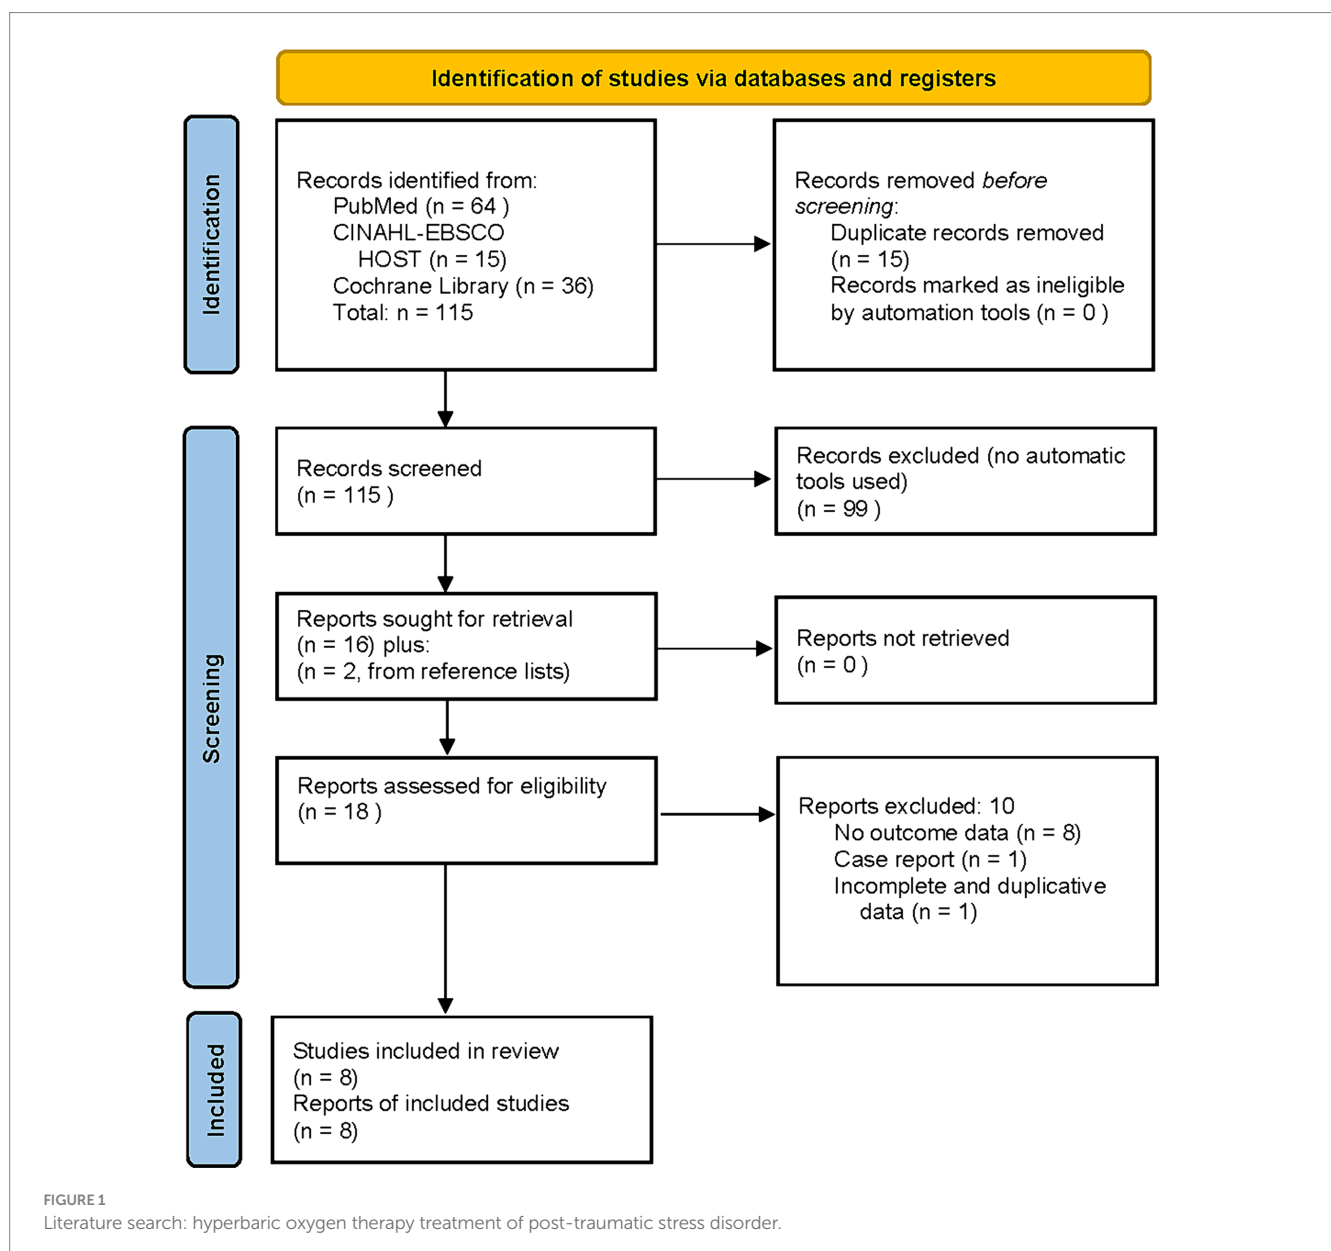 Identification of studies via databases and registers
Identification
Records identified from:
PubMed (n = 64 )
CINAHL-EBSCO
HOST (n = 15)
Cochrane Library (n = 36)
Total: n = 115
Records removed before
screening:
Duplicate records removed
(n = 15)
Records marked as ineligible
by automation tools (n = 0 )
Screening
Records screened
(n = 115 )
Records excluded (no automatic
tools used)
(n = 99 )
Reports sought for retrieval
(n = 16) plus:
(n = 2, from reference lists)
Reports not retrieved
(n = 0 )
Reports assessed for eligibility
(n = 18 )
Reports excluded: 10
No outcome data (n = 8)
Case report (n = 1)
Incomplete and duplicative
data (n = 1)
Included
Studies included in review
(n = 8)
Reports of included studies
(n = 8)
FIGURE 1
Literature search: hyperbaric oxygen therapy treatment of post-traumatic stress disorder.